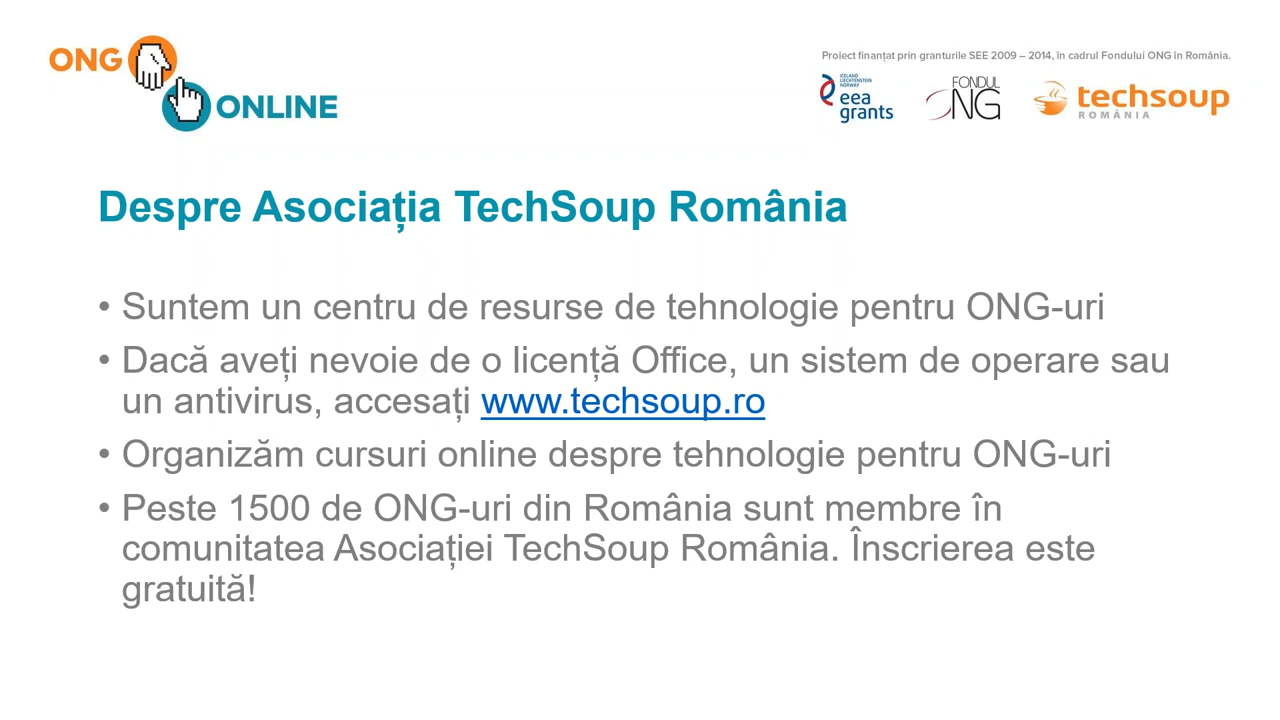 ONG
ONLINE
Proiect finanțat prin granturile SEE 2009 – 2014, în cadrul Fondului ONG în România.
ICELAND
LIECHTENSTEIN
NORWAY
eea
grants
FONDUL
ONG
techsoup
ROMÂNIA
Despre Asociația TechSoup România
• Suntem un centru de resurse de tehnologie pentru ONG-uri
• Dacă aveți nevoie de o licență Office, un sistem de operare sau
un antivirus, accesați www.techsoup.ro
• Organizăm cursuri online despre tehnologie pentru ONG-uri
• Peste 1500 de ONG-uri din România sunt membre în
comunitatea Asociației TechSoup România. Înscrierea este
gratuită!